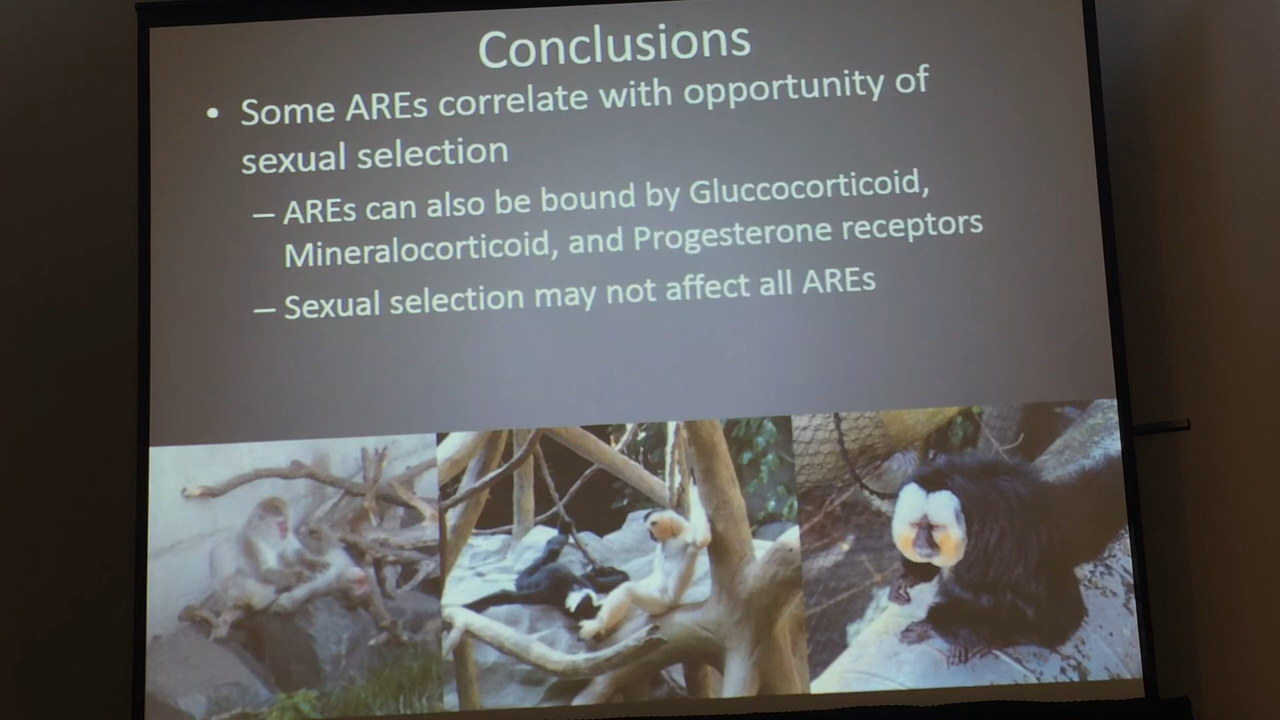 Conclusions
• Some AREs correlate with opportunity of
sexual selection
– AREs can also be bound by Gluccocorticoid,
Mineralocorticoid, and Progesterone receptors
– Sexual selection may not affect all AREs